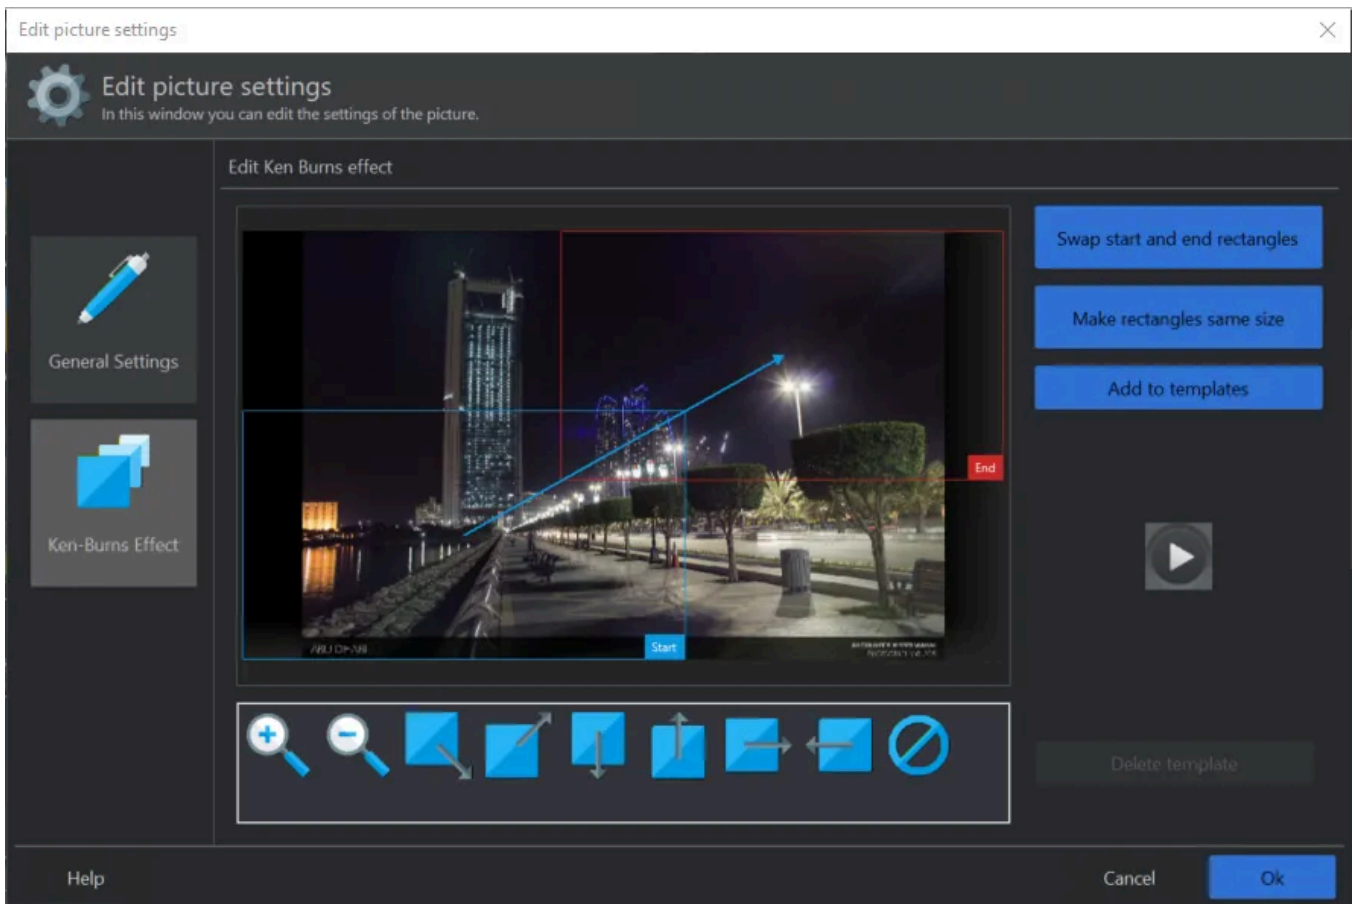 Edit picture settings
Edit picture settings
In this window you can edit the settings of the picture.
Edit Ken Burns effect
General Settings
Ken-Burns Effect
Swap start and end rectangles
Make rectangles same size
Add to templates
End
Start
ABU DHABI
Delete template
Help
Cancel
Ok